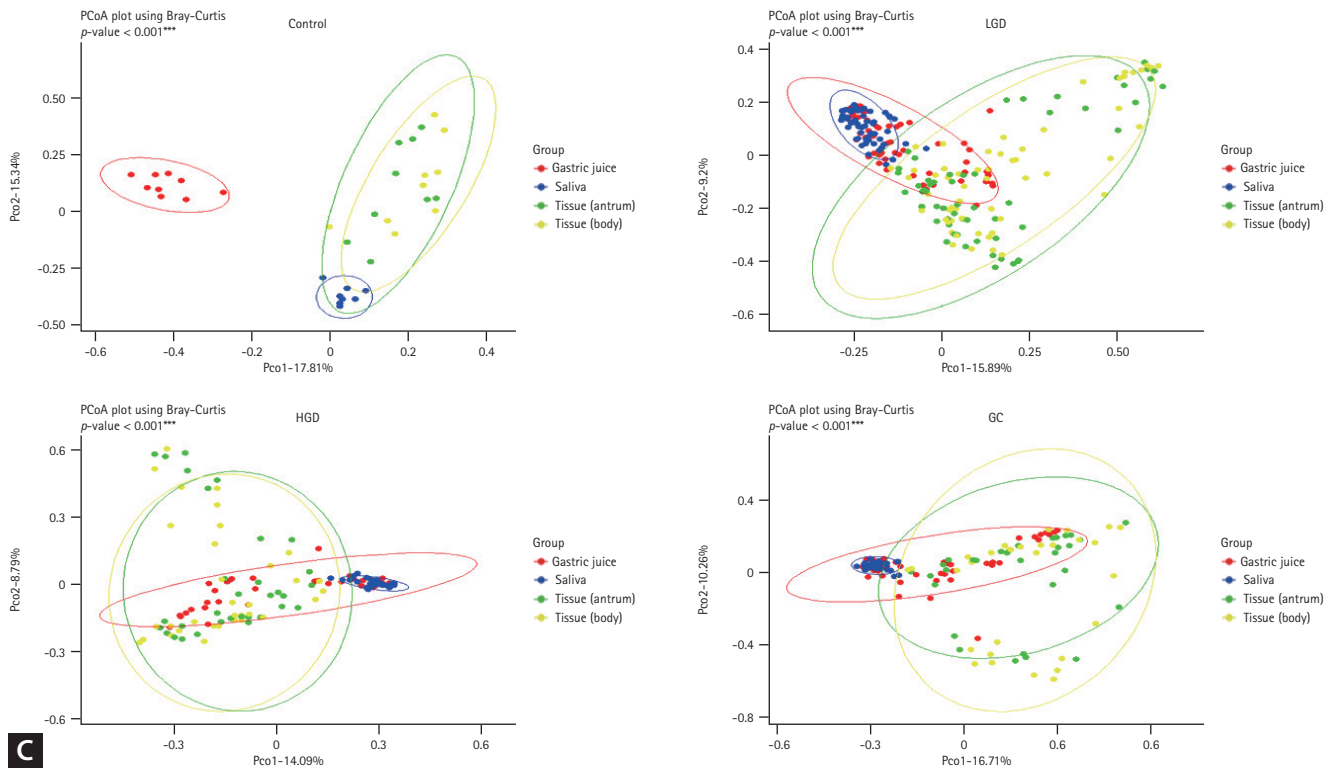 PCoA plot using Bray-Curtis
p-value < 0.001***
Control
0.50
0.25
0
-0.25
-0.50
Pco2-15.34%
-0.6
-0.4
-0.2
0
0.2
0.4
Pco1-17.81%
Group
Gastric juice
Saliva
Tissue (antrum)
Tissue (body)
PCoA plot using Bray-Curtis
p-value < 0.001***
LGD
0.4
0.2
0
-0.2
-0.4
-0.6
Pco2-9.2%
-0.25
0
0.25
0.50
Pco1-15.89%
Group
Gastric juice
Saliva
Tissue (antrum)
Tissue (body)
PCoA plot using Bray-Curtis
p-value < 0.001***
HGD
0.6
0.3
0
-0.3
-0.6
Pco2-8.79%
-0.3
0
0.3
0.6
Pco1-14.09%
Group
Gastric juice
Saliva
Tissue (antrum)
Tissue (body)
PCoA plot using Bray-Curtis
p-value < 0.001***
GC
0.4
0
-0.4
-0.8
Pco2-10.26%
-0.6
-0.3
0
0.6
0.6
Pco1-16.71%
Group
Gastric juice
Saliva
Tissue (antrum)
Tissue (body)
C